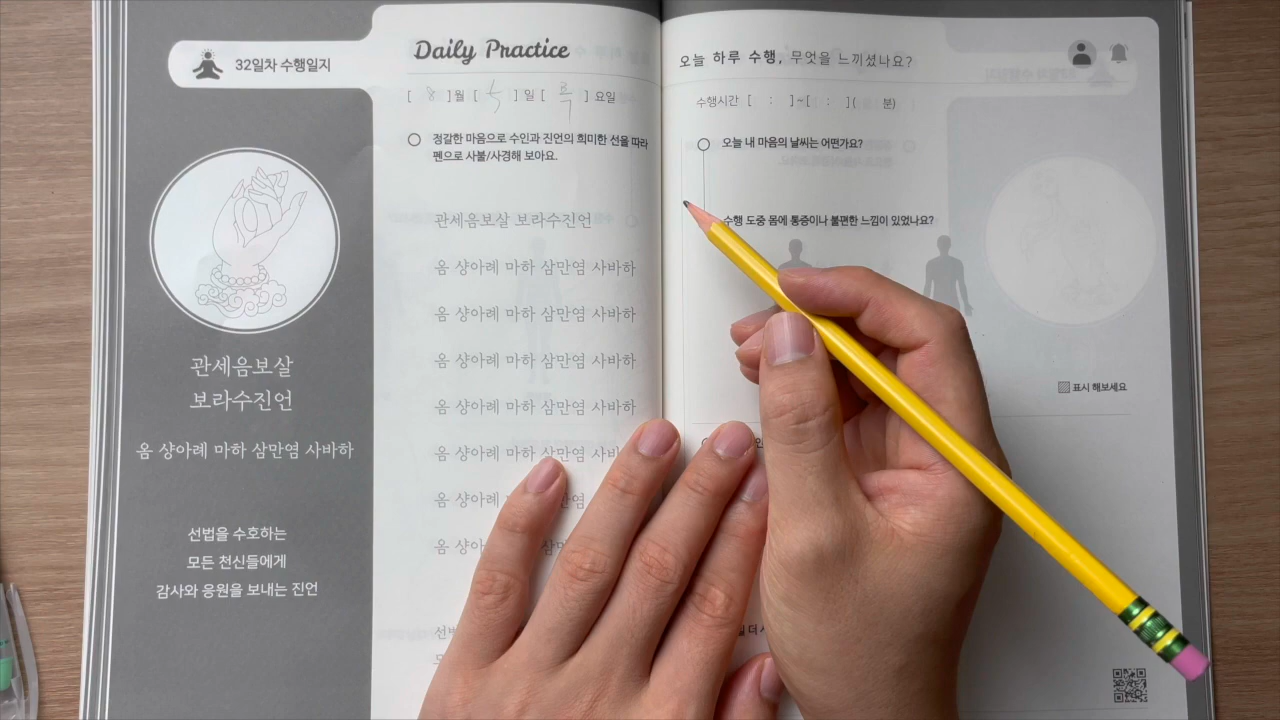 32일차 수행일지
관세음보살
보라수진언
옴 샹아례 마하 삼만염 사바하
선법을 수호하는
모든 천신들에게
감사와 응원을 보내는 진언
Daily Practice
[ 8 ]월 [ 5 ]일 [ 목 ] 요일
정갈한 마음으로 수인과 진언의 희미한 선을 따라
펜으로 사불/사경해 보아요.
관세음보살 보라수진언
옴 샹아례 마하 삼만염 사바하
옴 샹아례 마하 삼만염 사바하
옴 샹아례 마하 삼만염 사바하
옴 샹아례 마하 삼만염 사바하
옴 샹아례 마하 삼만염 사바
옴 샹아례
옴 샹아
선법
오늘 하루 수행, 무엇을 느끼셨나요?
수행시간 [ : ]~[ : ]( 분)
오늘 내 마음의 날씨는 어떤가요?
수행 도중 몸에 통증이나 불편한 느낌이 있었나요?
표시 해보세요